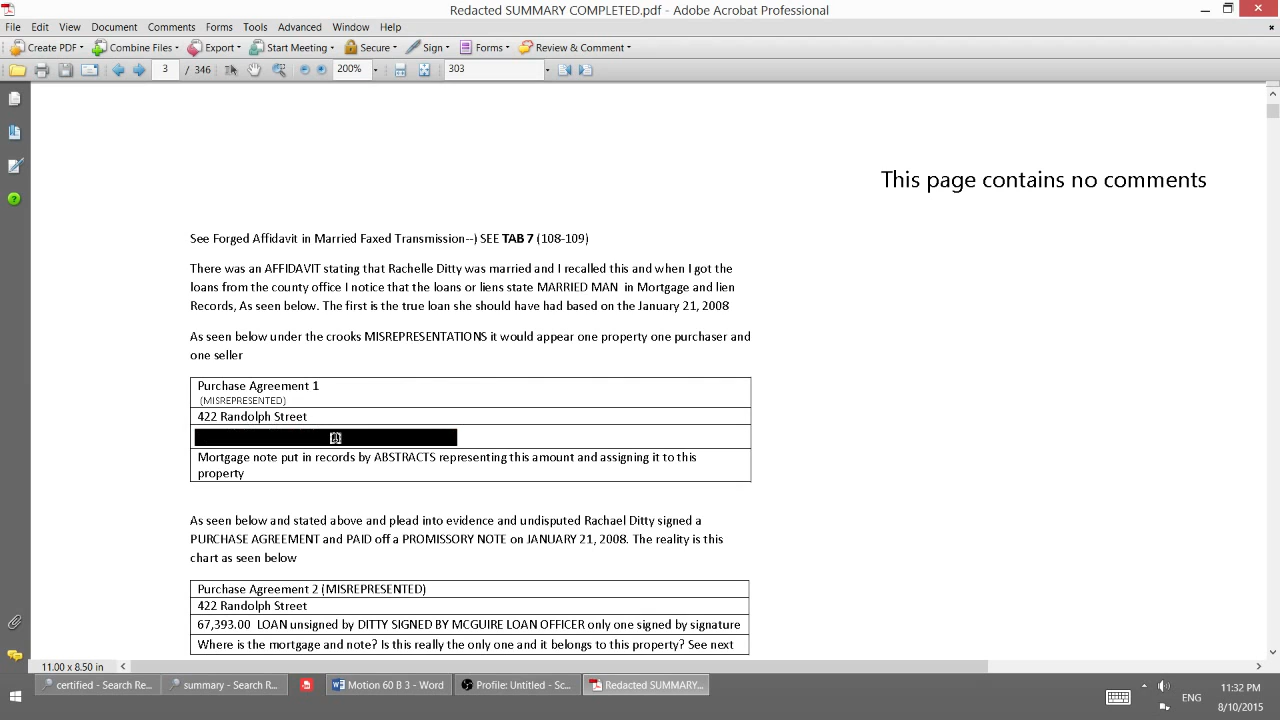 Redacted SUMMARY COMPLETED.pdf - Adobe Acrobat Professional
File Edit View Document Comments Forms Tools Advanced Window Help
Create PDF Combine Files Export Start Meeting Secure Sign Forms Review & Comment
3 / 346 200% 303
This page contains no comments
See Forged Affidavit in Married Faxed Transmission--) SEE TAB 7 (108-109)
There was an AFFIDAVIT stating that Rachelle Ditty was married and I recalled this and when I got the
loans from the county office I notice that the loans or liens state MARRIED MAN in Mortgage and lien
Records, As seen below. The first is the true loan she should have had based on the January 21, 2008
As seen below under the crooks MISREPRESENTATIONS it would appear one property one purchaser and
one seller
Purchase Agreement 1
(MISREPRESENTED)
422 Randolph Street
Mortgage note put in records by ABSTRACTS representing this amount and assigning it to this
property
As seen below and stated above and plead into evidence and undisputed Rachael Ditty signed a
PURCHASE AGREEMENT and PAID off a PROMISSORY NOTE on JANUARY 21, 2008. The reality is this
chart as seen below
Purchase Agreement 2 (MISREPRESENTED)
422 Randolph Street
67,393.00 LOAN unsigned by DITTY SIGNED BY MCGUIRE LOAN OFFICER only one signed by signature
Where is the mortgage and note? Is this really the only one and it belongs to this property? See next
11.00 x 8.50 in
certified - Search Re... summary - Search R... Motion 60 B 3 - Word Profile: Untitled - Sc... Redacted SUMMARY...
ENG
11:32 PM
8/10/2015